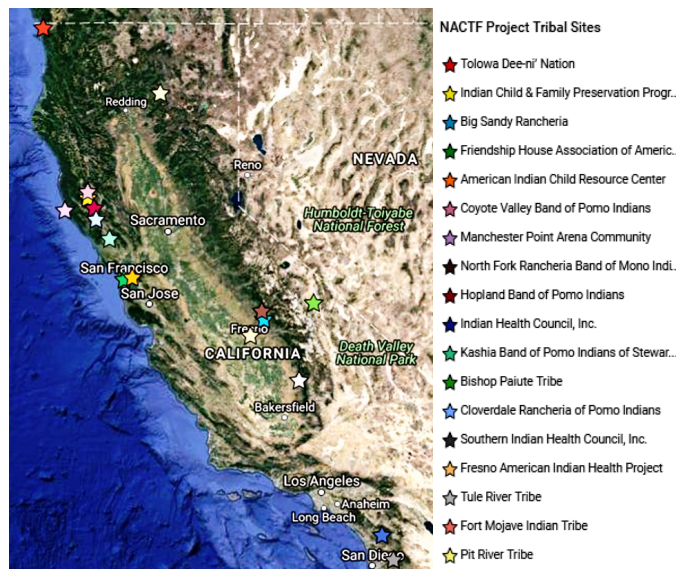 NACTF Project Tribal Sites
Tolowa Dee-ni' Nation
Indian Child & Family Preservation Progr..
Big Sandy Rancheria
Friendship House Association of Americ..
American Indian Child Resource Center
Coyote Valley Band of Pomo Indians
Manchester Point Arena Community
North Fork Rancheria Band of Mono Indi..
Hopland Band of Pomo Indians
Indian Health Council, Inc.
Kashia Band of Pomo Indians of Stewar...
Bishop Paiute Tribe
Cloverdale Rancheria of Pomo Indians
Southern Indian Health Council, Inc.
Fresno American Indian Health Project
Tule River Tribe
Fort Mojave Indian Tribe
Pit River Tribe
Redding
Reno
NEVADA
Humboldt-Toiyabe
National Forest
Sacramento
San Francisco
San Jose
Fresno
CALIFORNIA
Death Valley
National Park
Bakersfield
Los Angeles
Anaheim
Long Beach
San Diego